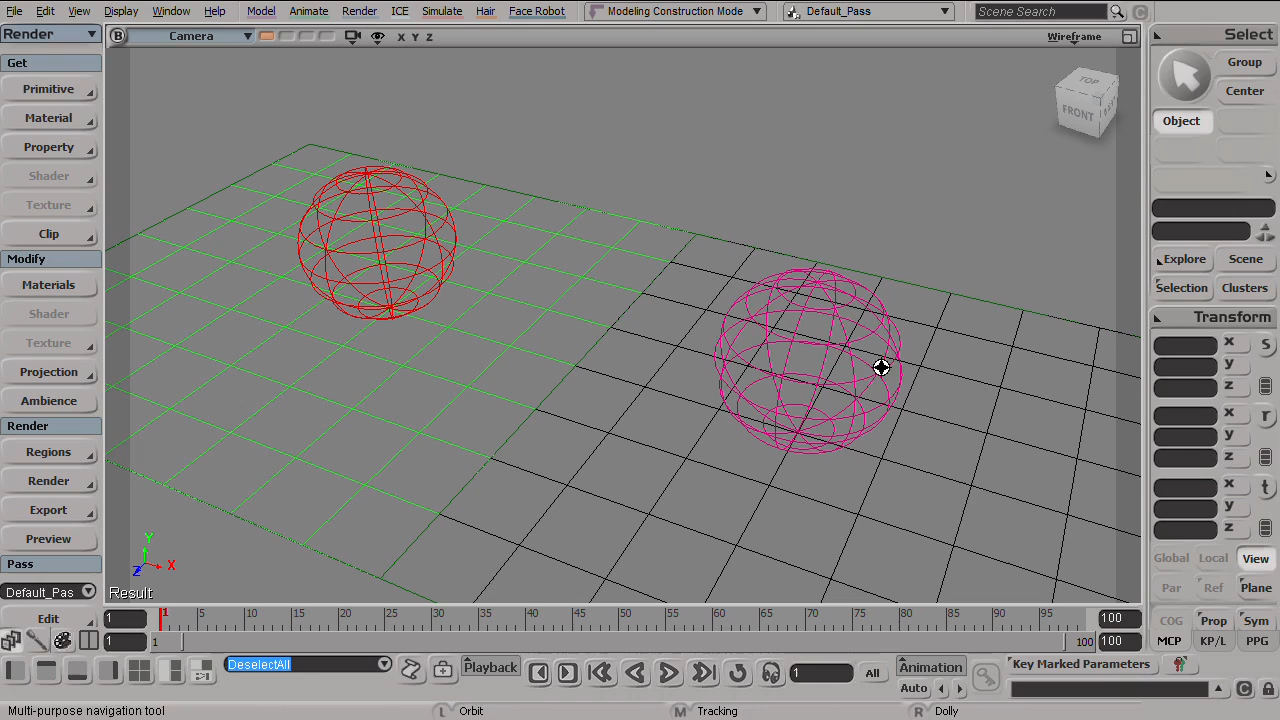 File Edit View Display Window Help Model Animate Render ICE Simulate Hair Face Robot Modeling Construction Mode Default_Pass Scene Search
Render B Camera X Y Z Wireframe Select
Get
Primitive
Material
Property
Shader
Texture
Clip
Modify
Materials
Shader
Texture
Projection
Ambience
Render
Regions
Render
Export
Preview
Pass
Default_Pas
Edit
TOP
FRONT
Y
X
Z
Result
Group
Center
Object
Explore Scene
Selection Clusters
Transform
x s
y
z
x r
y
z
x t
y
z
Global Local View
Par Ref Plane
COG Prop Sym
MCP KP/L PPG
1 1 5 10 15 20 25 30 35 40 45 50 55 60 65 70 75 80 85 90 95 100
1 1 100 100
DeselectAll Playback 1 All Animation Key Marked Parameters
Auto
Multi-purpose navigation tool L Orbit M Tracking R Dolly